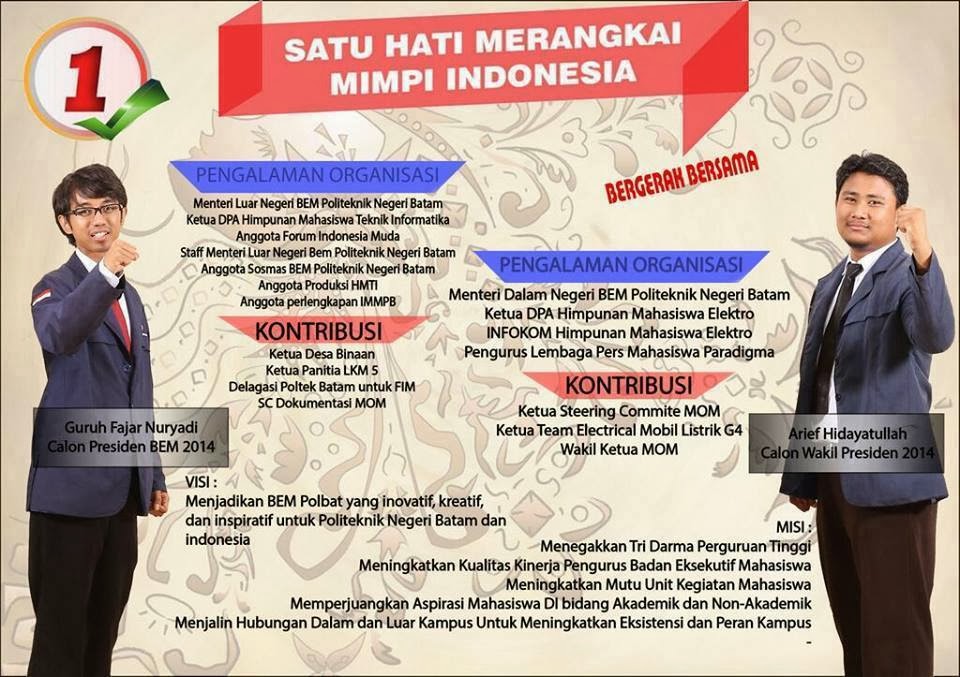 1
SATU HATI MERANGKAI
MIMPI INDONESIA
BERGERAK BERSAMA
PENGALAMAN ORGANISASI
Menteri Luar Negeri BEM Politeknik Negeri Batam
Ketua DPA Himpunan Mahasiswa Teknik Informatika
Anggota Forum Indonesia Muda
Staff Menteri Luar Negeri Bem Politeknik Negeri Batam
Anggota Sosmas BEM Politeknik Negeri Batam
Anggota Produksi HMTI
Anggota perlengkapan IMMPB
KONTRIBUSI
Ketua Desa Binaan
Ketua Panitia LKM 5
Delagasi Poltek Batam untuk FIM
SC Dokumentasi MOM
Guruh Fajar Nuryadi
Calon Presiden BEM 2014
PENGALAMAN ORGANISASI
Menteri Dalam Negeri BEM Politeknik Negeri Batam
Ketua DPA Himpunan Mahasiswa Elektro
INFOKOM Himpunan Mahasiswa Elektro
Pengurus Lembaga Pers Mahasiswa Paradigma
KONTRIBUSI
Ketua Steering Commite MOM
Ketua Team Electrical Mobil Listrik G4
Wakil Ketua MOM
Arief Hidayatullah
Calon Wakil Presiden 2014
VISI :
Menjadikan BEM Polbat yang inovatif, kreatif,
dan inspiratif untuk Politeknik Negeri Batam dan
indonesia
MISI :
Menegakkan Tri Darma Perguruan Tinggi
Meningkatkan Kualitas Kinerja Pengurus Badan Eksekutif Mahasiswa
Meningkatkan Mutu Unit Kegiatan Mahasiswa
Memperjuangkan Aspirasi Mahasiswa DI bidang Akademik dan Non-Akademik
Menjalin Hubungan Dalam dan Luar Kampus Untuk Meningkatkan Eksistensi dan Peran Kampus
-